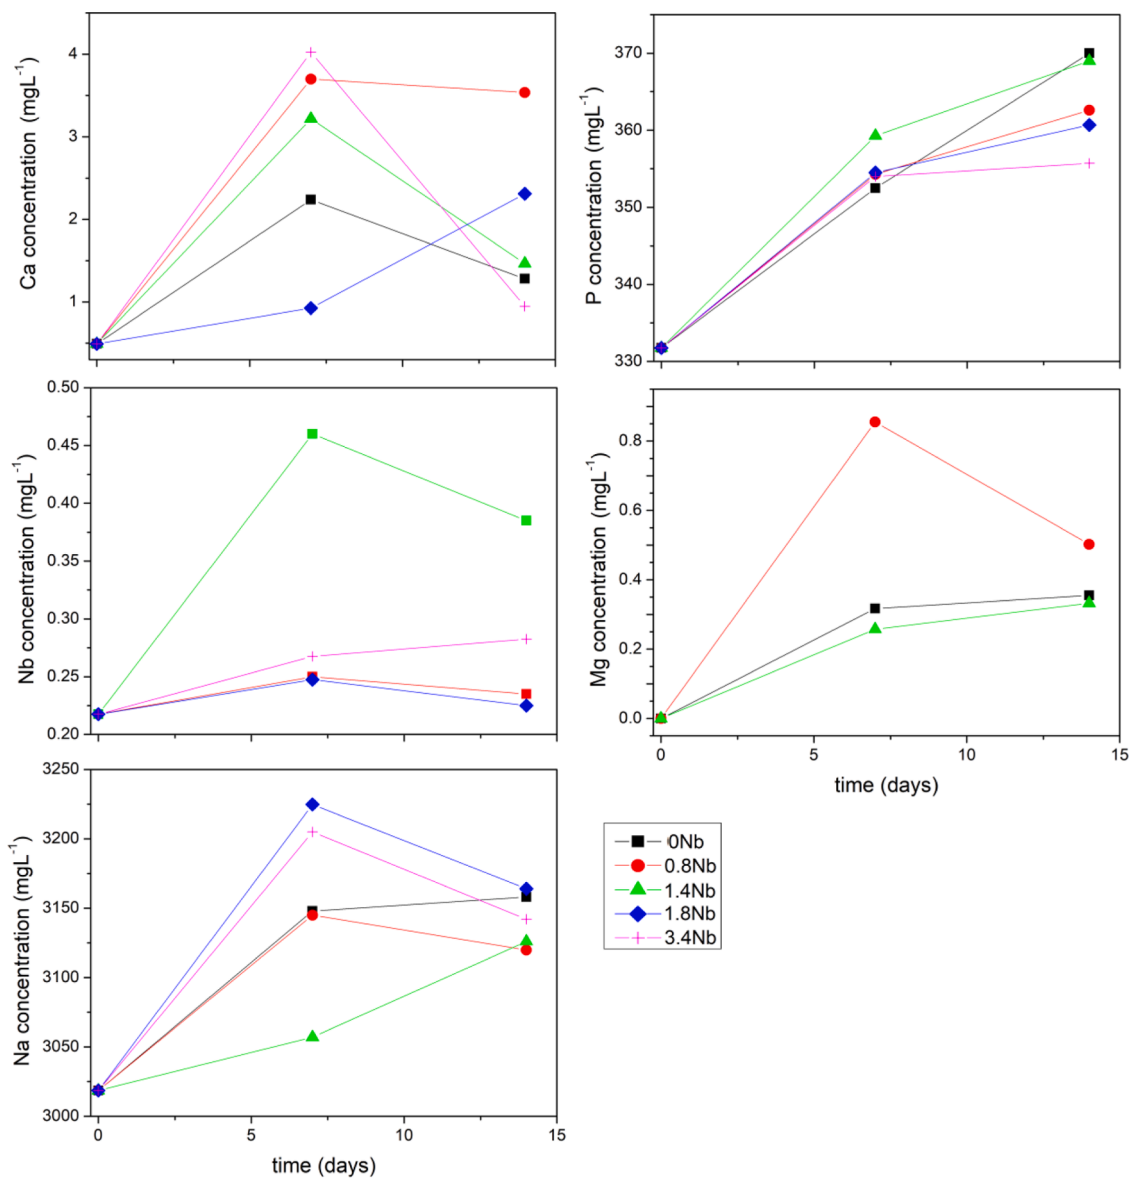 Ca concentration (mgL⁻¹)
4
3
2
1
P concentration (mgL⁻¹)
370
360
350
340
330
Nb concentration (mgL⁻¹)
0.50
0.45
0.40
0.35
0.30
0.25
0.20
Mg concentration (mgL⁻¹)
0.8
0.6
0.4
0.2
0.0
0 5 10 15
time (days)
Na concentration (mgL⁻¹)
3250
3200
3150
3100
3050
3000
0 5 10 15
time (days)
0Nb
0.8Nb
1.4Nb
1.8Nb
3.4Nb